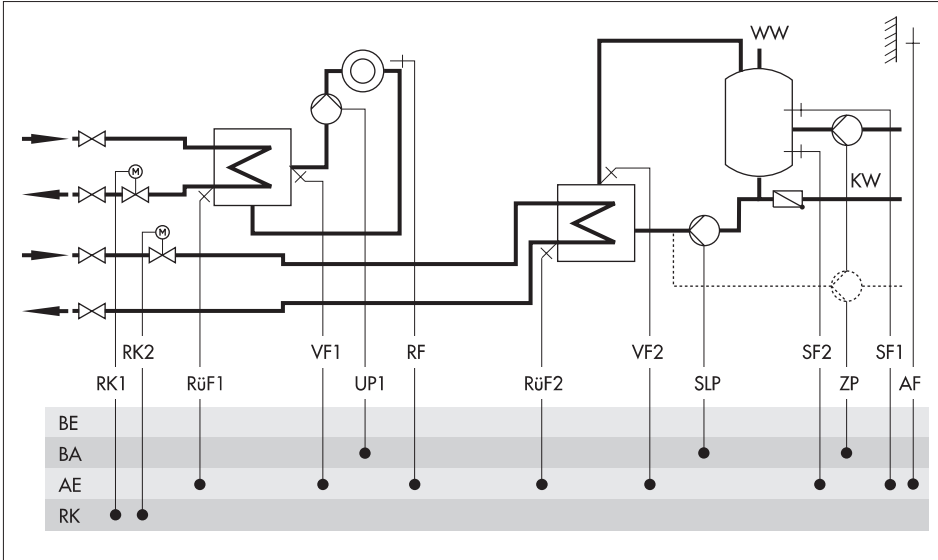 WW
M
KW
M
RK2 VF1 RF VF2 SF2 SF1
RK1 RüF1 UP1 RüF2 SLP ZP AF
BE
BA
AE
RK